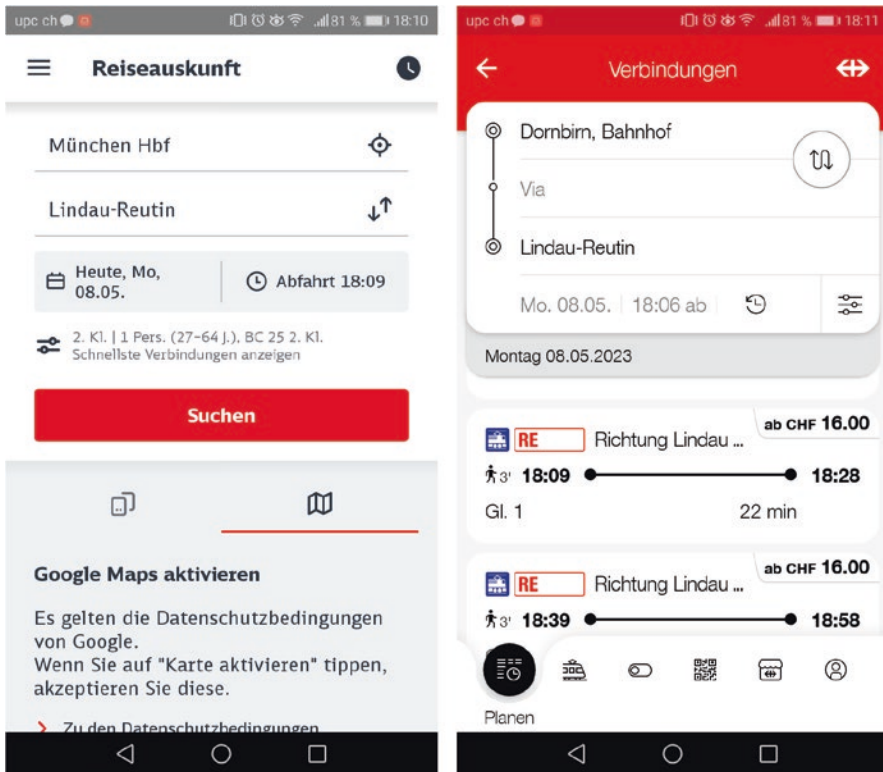 upc ch 81 % 18:10
Reiseauskunft
München Hbf
Lindau-Reutin
Heute, Mo,
08.05.
Abfahrt 18:09
2. Kl. | 1 Pers. (27-64 J.), BC 25 2. Kl.
Schnellste Verbindungen anzeigen
Suchen
Google Maps aktivieren
Es gelten die Datenschutzbedingungen
von Google.
Wenn Sie auf "Karte aktivieren" tippen,
akzeptieren Sie diese.
Zu den Datenschutzbedingungen
upc ch 81 % 18:11
Verbindungen
Dornbirn, Bahnhof
Via
Lindau-Reutin
Mo. 08.05. 18:06 ab
Montag 08.05.2023
ab CHF 16.00
RE Richtung Lindau ...
3' 18:09 18:28
Gl. 1 22 min
ab CHF 16.00
RE Richtung Lindau ...
3' 18:39 18:58
Planen